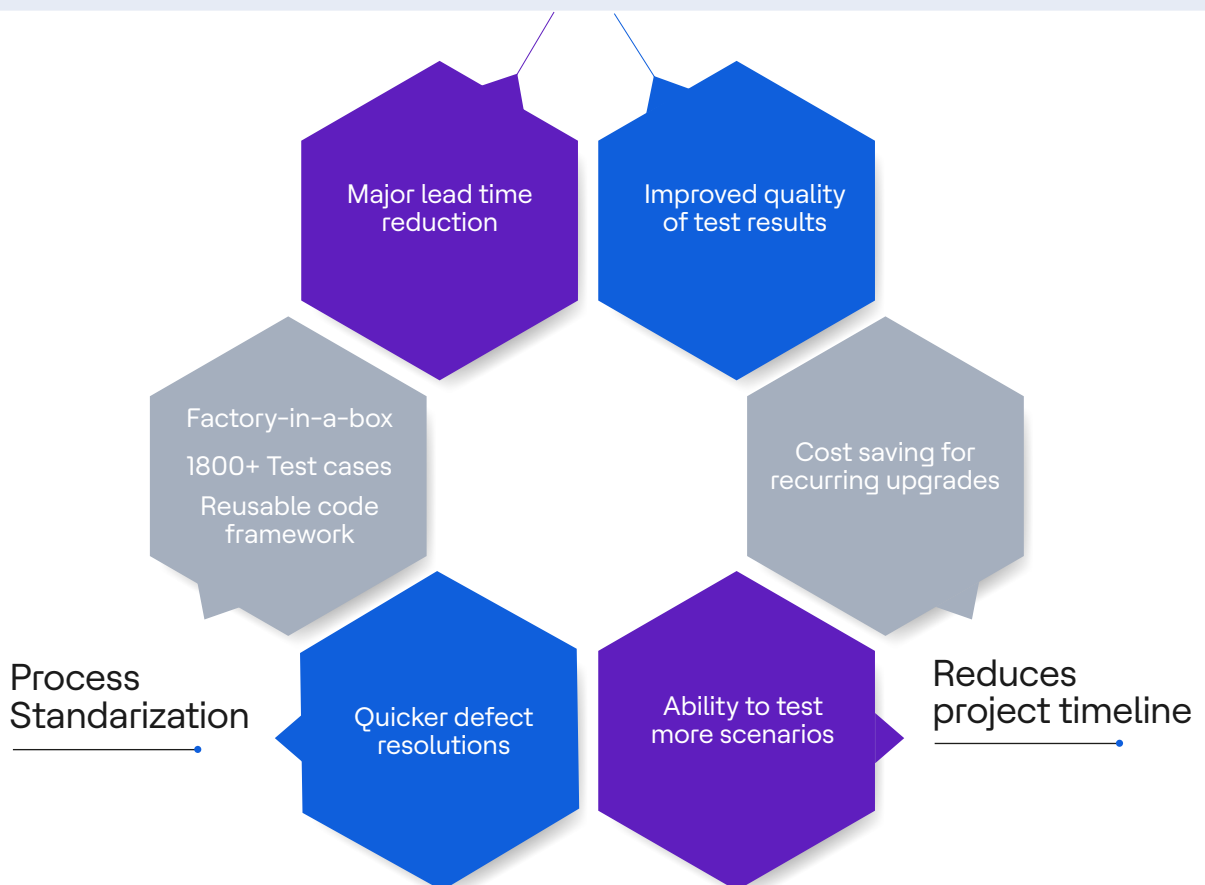 Major lead time
reduction
Improved quality
of test results
Factory-in-a-box
1800+ Test cases
Reusable code
framework
Cost saving for
recurring upgrades
Process
Standarization
Quicker defect
resolutions
Ability to test
more scenarios
Reduces
project timeline